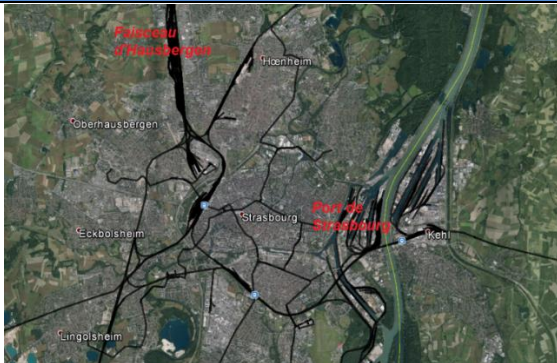 Faisceau
d'Hausbergen
Hœnheim
Oberhausbergen
Strasbourg
Port de
Strasbourg
Eckbolsheim
Kehl
Lingolsheim